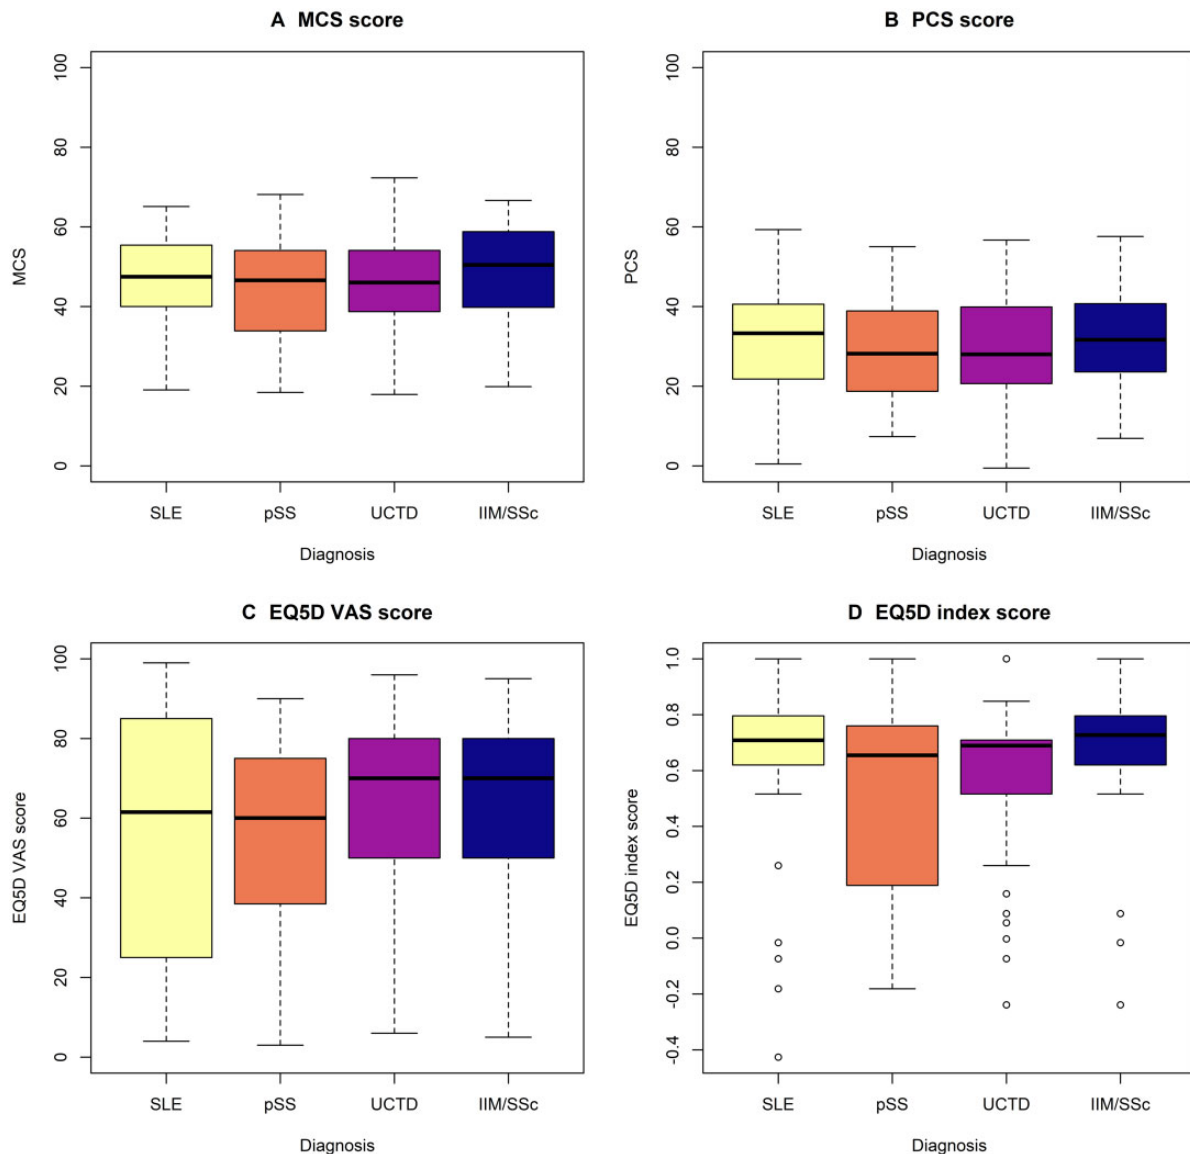 A MCS score
100
80
60
40
20
0
MCS
SLE pSS UCTD IIM/SSc
Diagnosis
B PCS score
100
80
60
40
20
0
PCS
SLE pSS UCTD IIM/SSc
Diagnosis
C EQ5D VAS score
100
80
60
40
20
0
EQ5D VAS score
SLE pSS UCTD IIM/SSc
Diagnosis
D EQ5D index score
1.0
0.8
0.6
0.4
0.2
0.0
-0.2
-0.4
EQ5D index score
SLE pSS UCTD IIM/SSc
Diagnosis